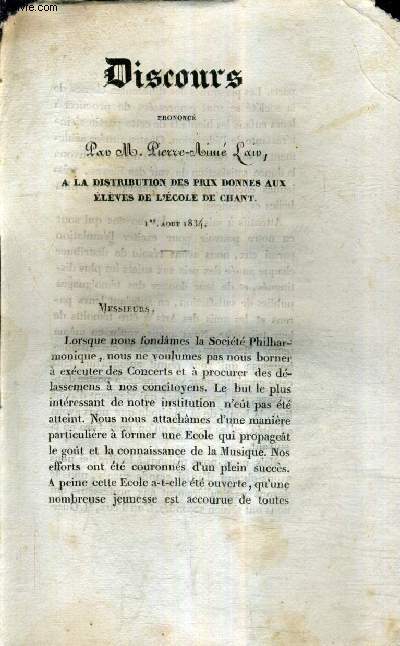 Discours
PRONONCÉ
Par M. Pierre-Aimé Lair,
A LA DISTRIBUTION DES PRIX DONNES AUX
ÉLÈVES DE L'ÉCOLE DE CHANT.
1er. AOUT 1834.
MESSIEURS,
Lorsque nous fondâmes la Société Philhar-
monique, nous ne voulumes pas nous borner
à exécuter des Concerts et à procurer des dé-
lassemens à nos concitoyens. Le but le plus
intéressant de notre institution n'eût pas été
atteint. Nous nous attachâmes d'une manière
particulière à former une Ecole qui propageât
le goût et la connaissance de la Musique. Nos
efforts ont été couronnés d'un plein succès.
A peine cette Ecole a-t-elle été ouverte, qu'une
nombreuse jeunesse est accourue de toutes